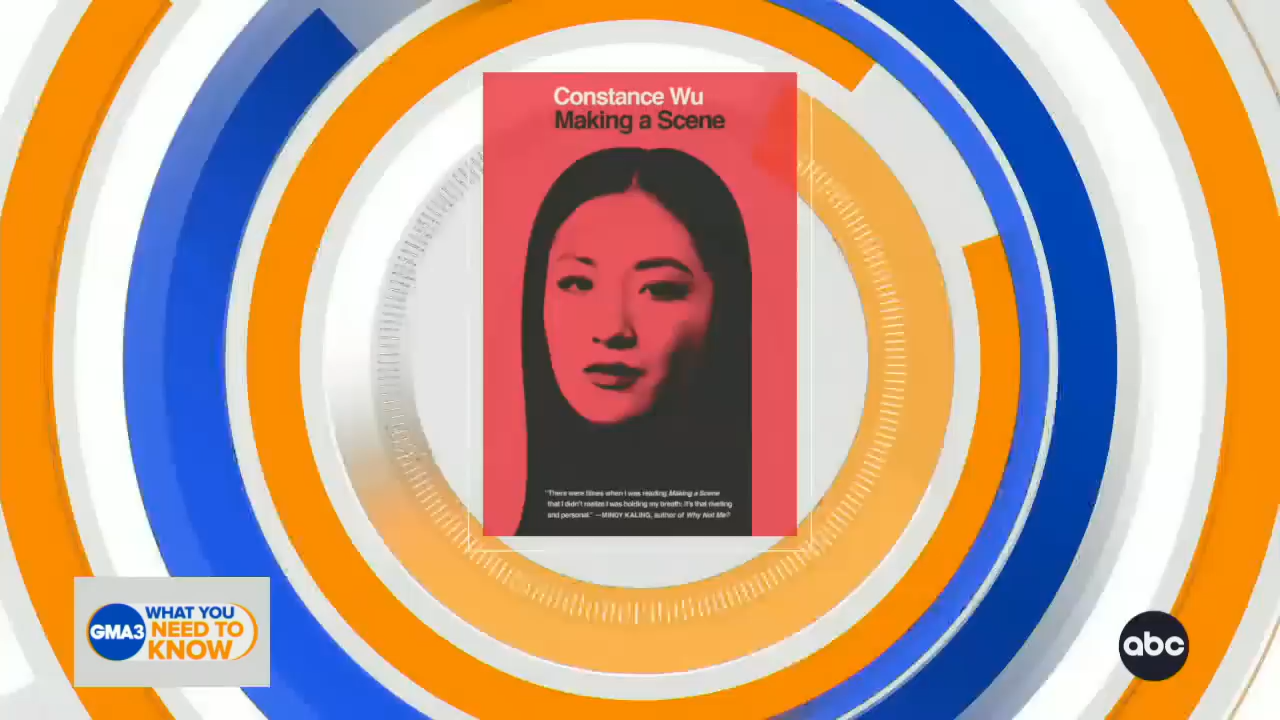 Constance Wu
Making a Scene
"There were times when I was reading Making a Scene
that I didn't realize I was holding my breath. It's that riveting
and personal." —MINDY KALING, author of Why Not Me?
GMA3
WHAT YOU
NEED TO
KNOW
abc